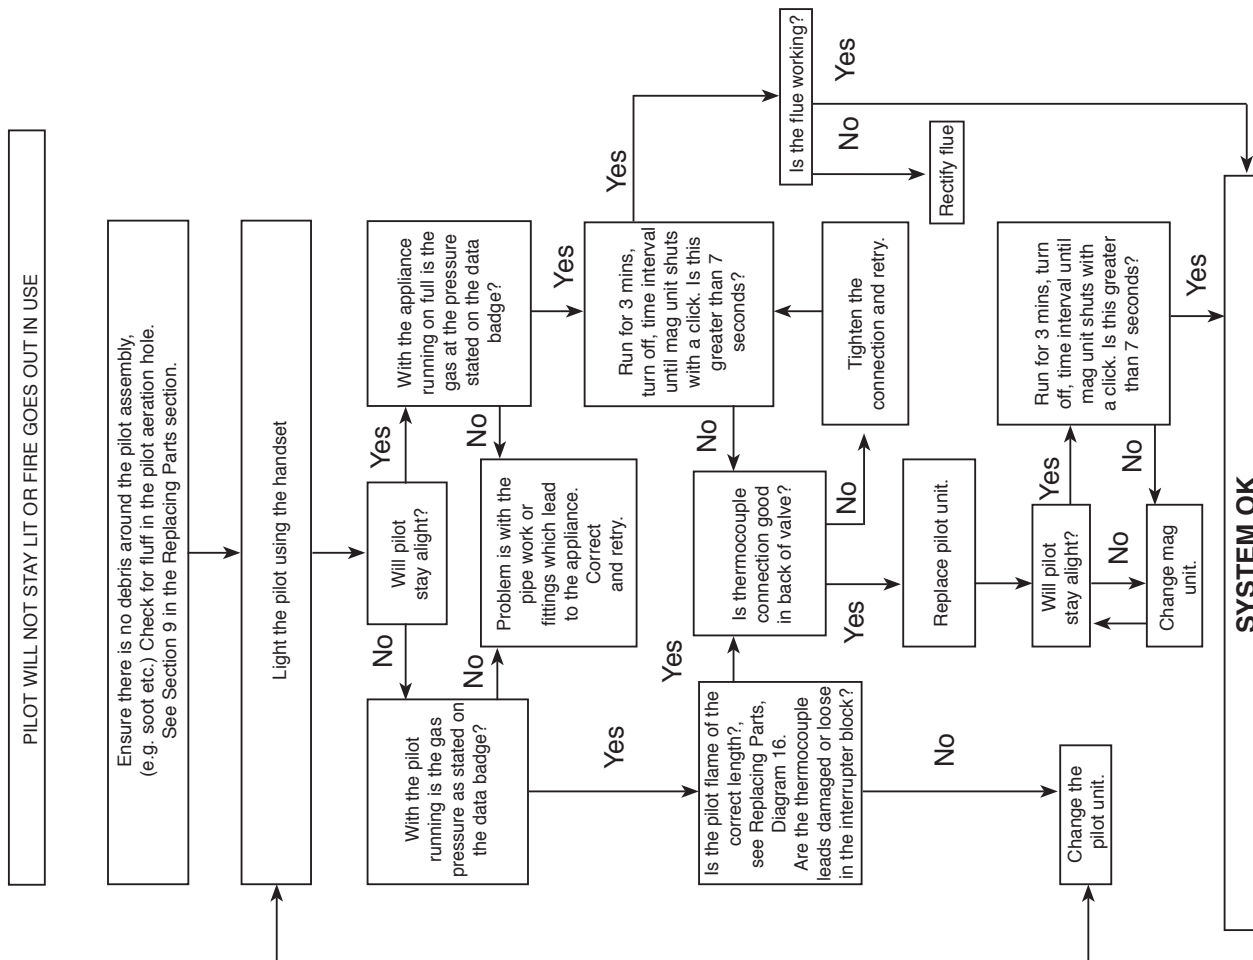 PILOT WILL NOT STAY LIT OR FIRE GOES OUT IN USE
Ensure there is no debris around the pilot assembly,
(e.g. soot etc.) Check for fluff in the pilot aeration hole.
See Section 9 in the Replacing Parts section.
Light the pilot using the handset
Will pilot
stay alight?
No
Yes
With the pilot
running is the gas
pressure as stated on
the data badge?
With the appliance
running on full is the
gas at the pressure
stated on the data
badge?
No
No
Problem is with the
pipe work or
fittings which lead
to the appliance.
Correct
and retry.
Yes
Yes
Run for 3 mins,
turn off, time interval
until mag unit shuts
with a click. Is this
greater than 7
seconds?
Yes
Is the flue working?
No
Yes
Rectify flue
Is the pilot flame of the
correct length?,
see Replacing Parts,
Diagram 16.
Are the thermocouple
leads damaged or loose
in the interrupter block?
Yes
No
Is thermocouple
connection good
in back of valve?
No
Tighten the
connection and retry.
Yes
Replace pilot unit.
No
Change the
pilot unit.
Will pilot
stay alight?
Yes
Run for 3 mins, turn
off, time interval until
mag unit shuts with
a click. Is this greater
than 7 seconds?
No
No
Change mag
unit.
Yes
SYSTEM OK